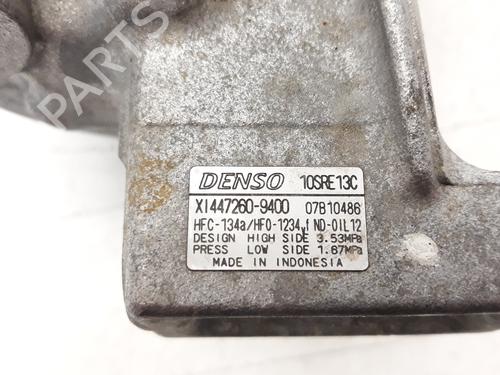 PARTS
DENSO 10SRE13C
XI447260-9400 07B10486
HFC-134a/HFO-1234yf ND-OIL12
DESIGN HIGH SIDE 3.53MPa
PRESS LOW SIDE 1.67MPa
MADE IN INDONESIA